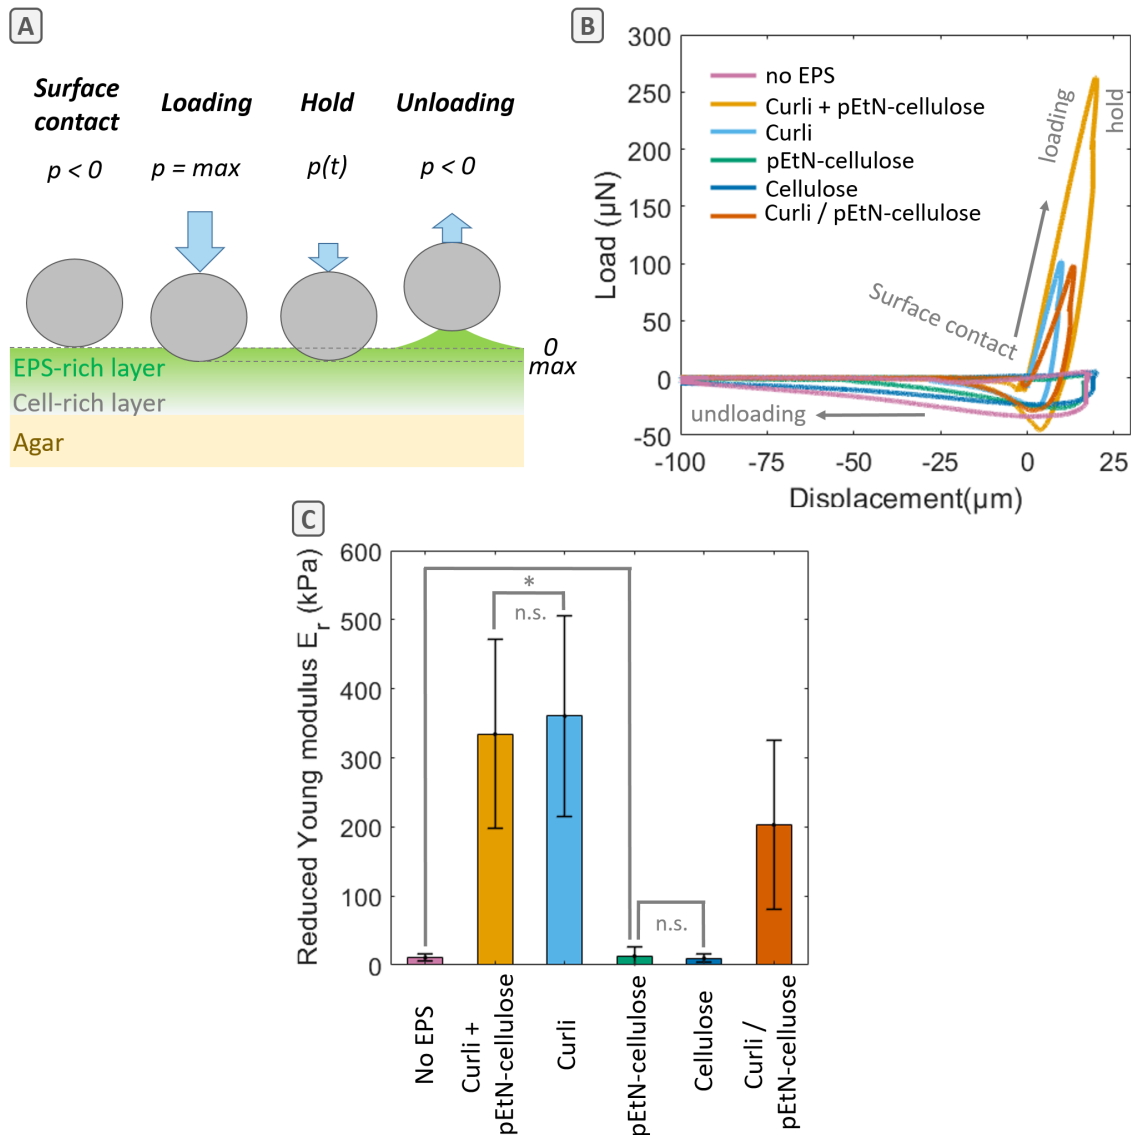 A
Surface
contact
Loading
Hold
Unloading
p < 0
p = max
p(t)
p < 0
0
max
EPS-rich layer
Cell-rich layer
Agar
B
300
250
200
150
100
50
0
-50
Load (µN)
no EPS
Curli + pEtN-cellulose
Curli
pEtN-cellulose
Cellulose
Curli / pEtN-cellulose
loading
hold
Surface contact
undloading
-100
-75
-50
-25
0
25
Displacement(µm)
C
600
500
400
300
200
100
0
Reduced Young modulus E_r (kPa)
*
n.s.
n.s.
No EPS
Curli +
pEtN-cellulose
Curli
pEtN-cellulose
Cellulose
Curli /
pEtN-celluose